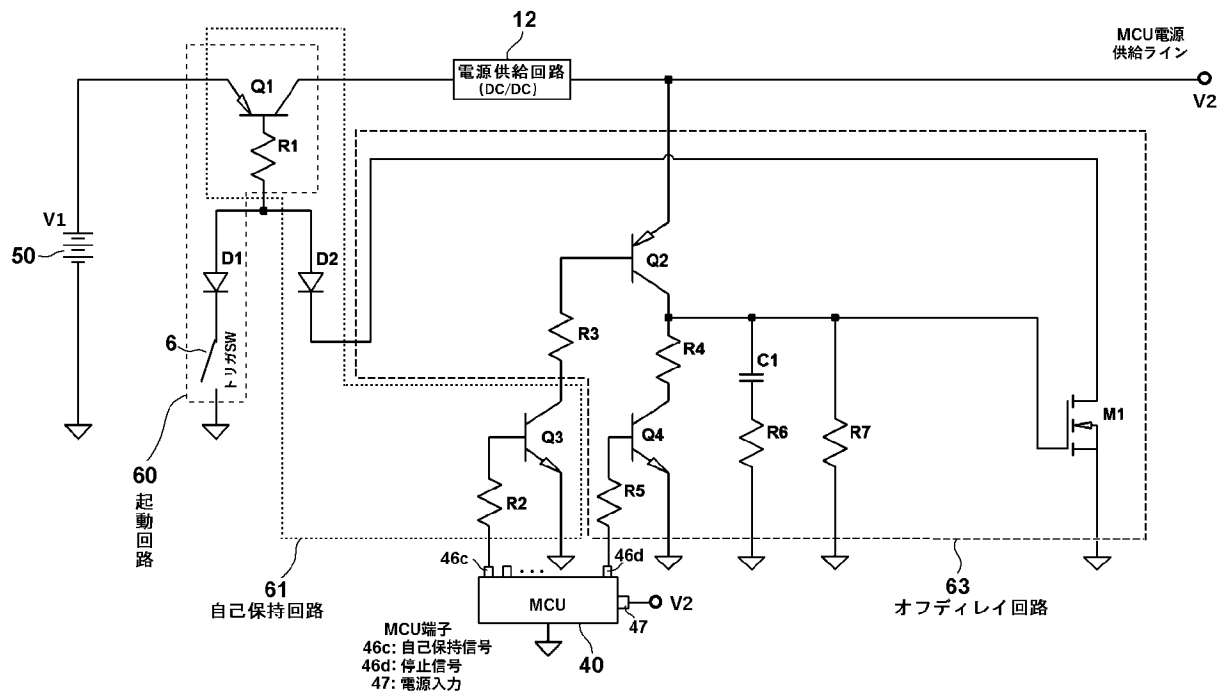 12
MCU電源
供給ライン
電源供給回路
(DC/DC)
V2
Q1
R1
V1
50
D1
D2
Q2
6
トリガSW
R3
R4
C1
M1
Q3
Q4
R6
R7
60
起動回路
R2
R5
46c
46d
61
自己保持回路
MCU
V2
47
63
オフディレイ回路
40
MCU端子
46c: 自己保持信号
46d: 停止信号
47: 電源入力